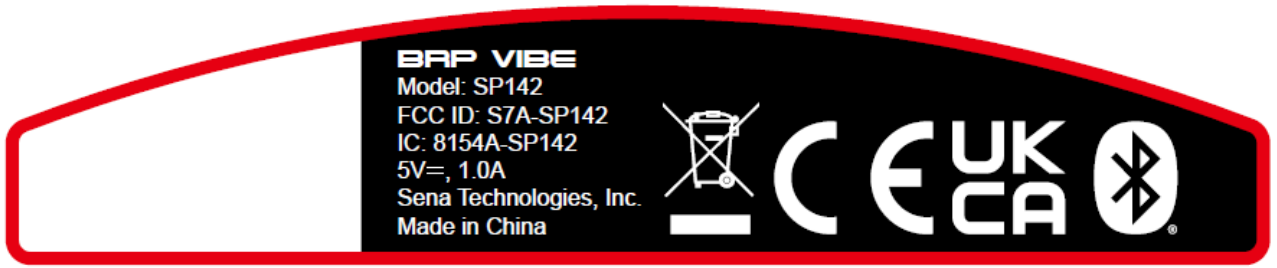 BRP VIBE
Model: SP142
FCC ID: S7A-SP142
IC: 8154A-SP142
5V⎓, 1.0A
Sena Technologies, Inc.
Made in China
CE
UK
CA
®